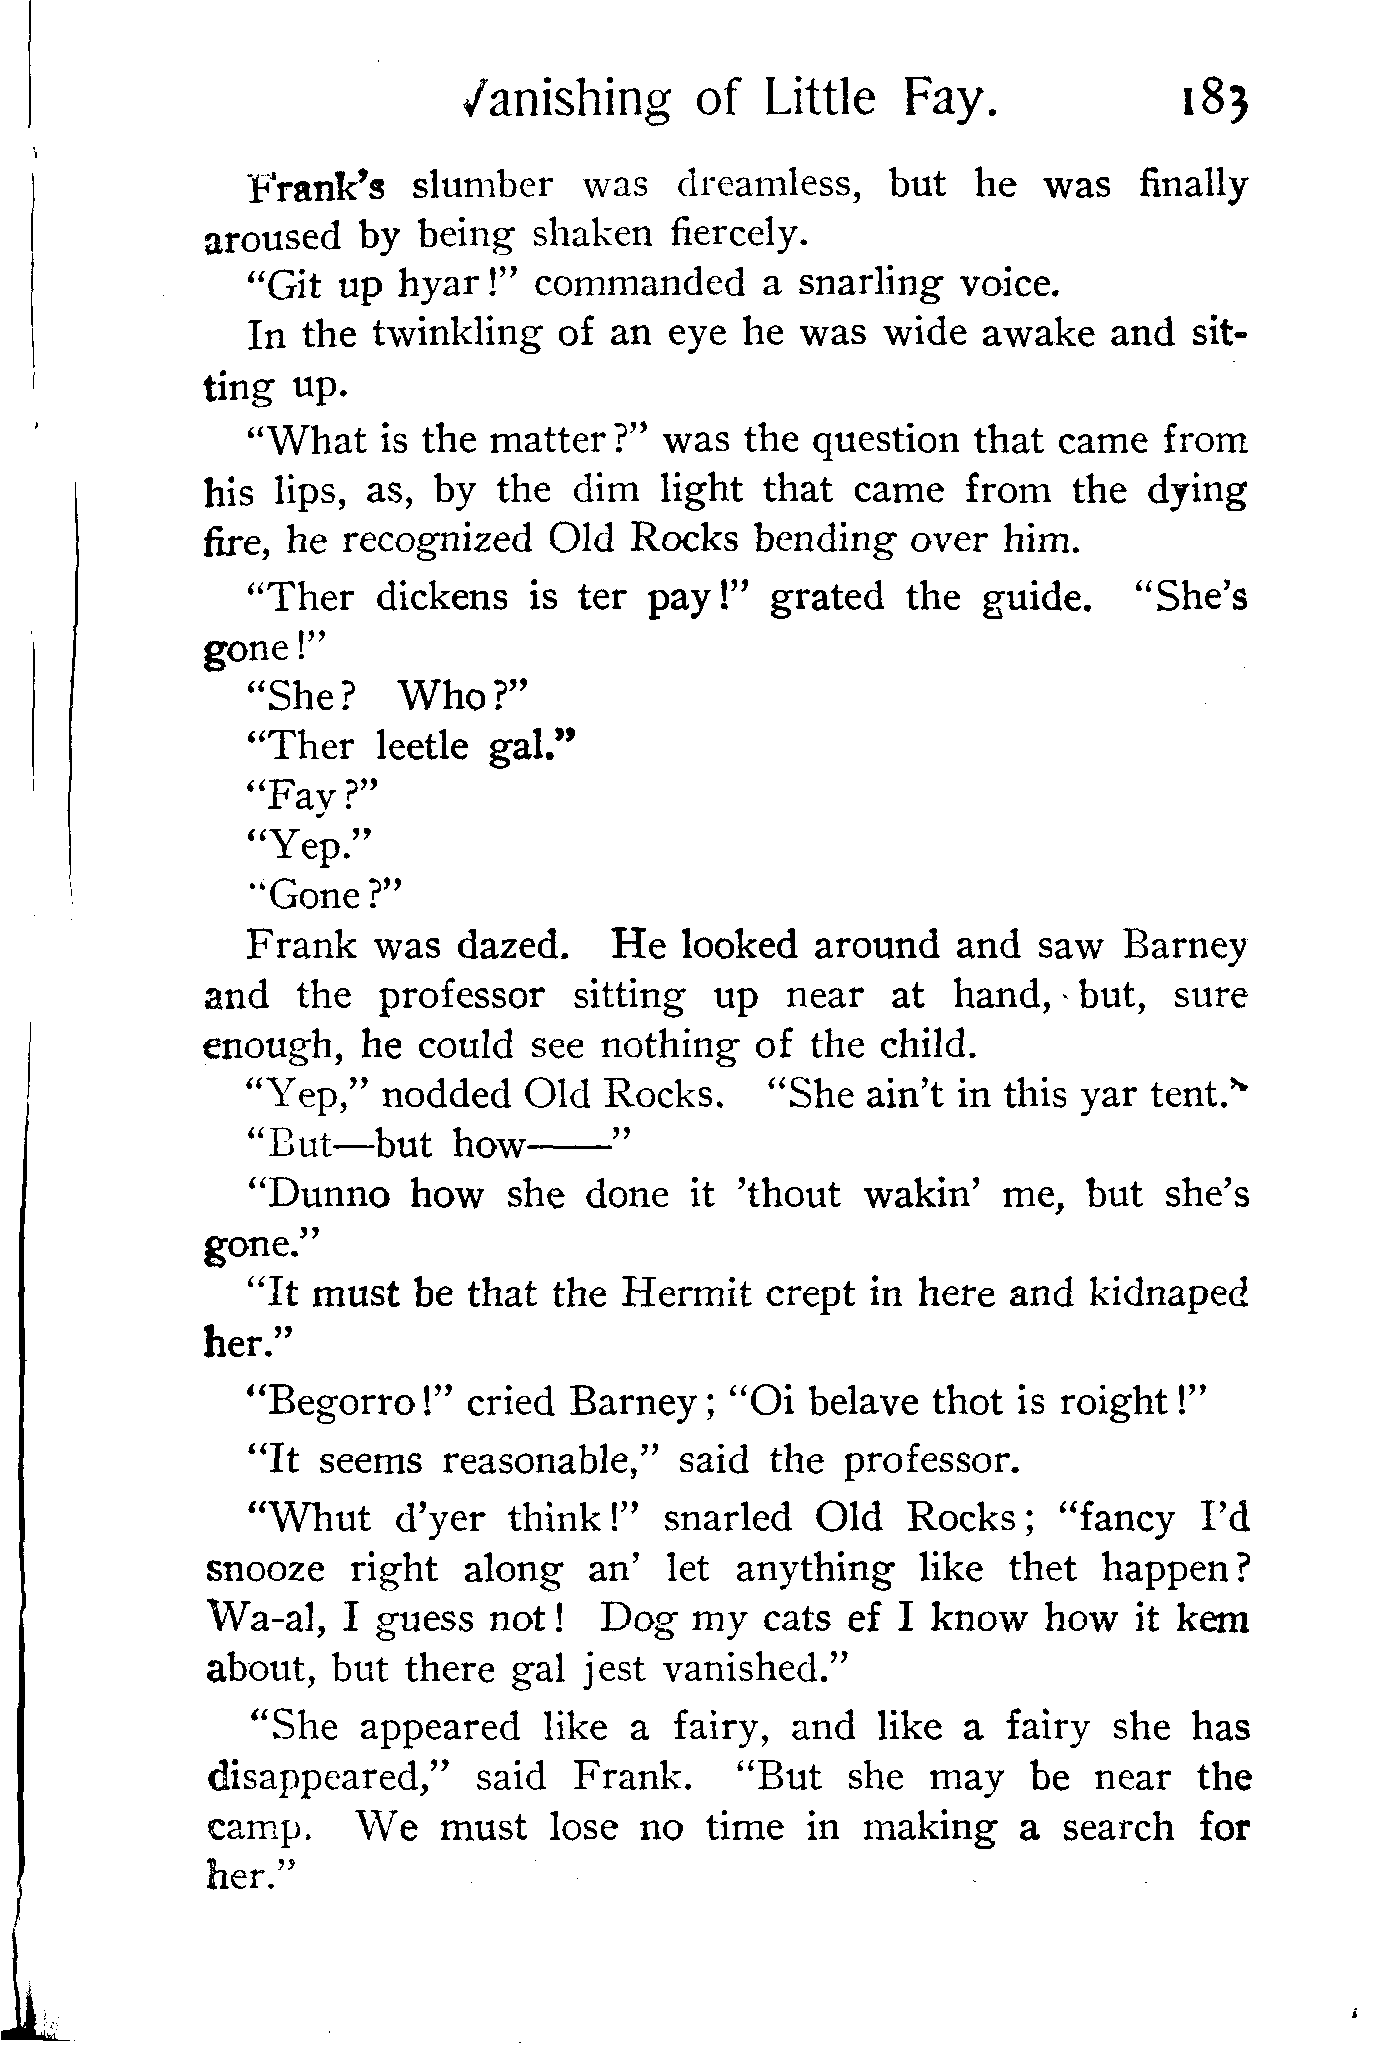 Vanishing of Little Fay. 183
Frank's slumber was dreamless, but he was finally
aroused by being shaken fiercely.
"Git up hyar!" commanded a snarling voice.
In the twinkling of an eye he was wide awake and sit-
ting up.
"What is the matter?" was the question that came from
his lips, as, by the dim light that came from the dying
fire, he recognized Old Rocks bending over him.
"Ther dickens is ter pay!" grated the guide. "She's
gone!"
"She? Who?"
"Ther leetle gal."
"Fay?"
"Yep."
"Gone?"
Frank was dazed. He looked around and saw Barney
and the professor sitting up near at hand, but, sure
enough, he could see nothing of the child.
"Yep," nodded Old Rocks. "She ain't in this yar tent."
"But—but how——"
"Dunno how she done it 'thout wakin' me, but she's
gone."
"It must be that the Hermit crept in here and kidnaped
her."
"Begorro!" cried Barney; "Oi belave thot is roight!"
"It seems reasonable," said the professor.
"Whut d'yer think!" snarled Old Rocks; "fancy I'd
snooze right along an' let anything like thet happen?
Wa-al, I guess not! Dog my cats ef I know how it kem
about, but there gal jest vanished."
"She appeared like a fairy, and like a fairy she has
disappeared," said Frank. "But she may be near the
camp. We must lose no time in making a search for
her."